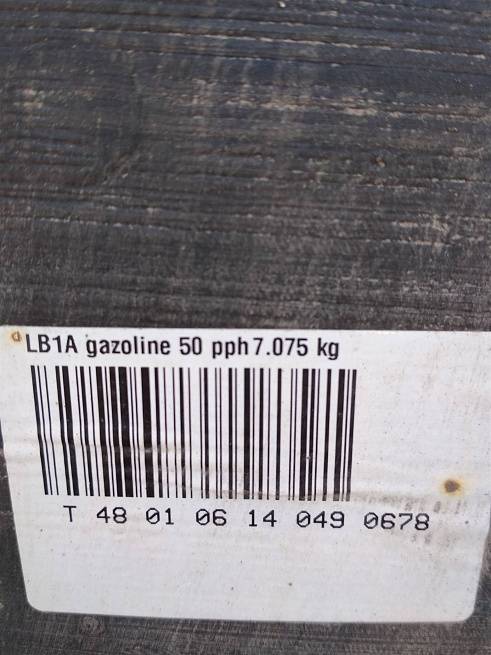 LB1A gazoline 50 pph 7.075 kg
T 48 01 06 14 049 0678